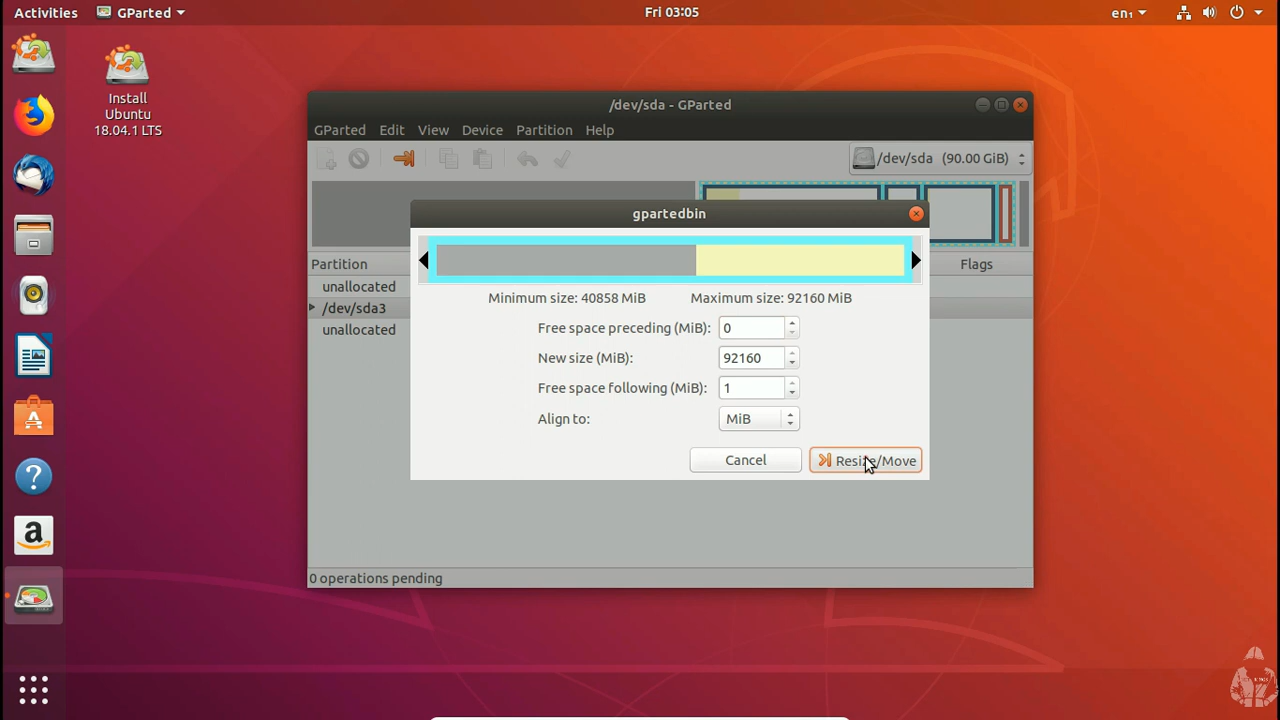 Activities
GParted
Fri 03:05
en₁
Install
Ubuntu
18.04.1 LTS
/dev/sda - GParted
GParted Edit View Device Partition Help
/dev/sda (90.00 GiB)
gpartedbin
Partition
Flags
unallocated
/dev/sda3
unallocated
Minimum size: 40858 MiB
Maximum size: 92160 MiB
Free space preceding (MiB): 0
New size (MiB): 92160
Free space following (MiB): 1
Align to: MiB
Cancel
Resize/Move
0 operations pending